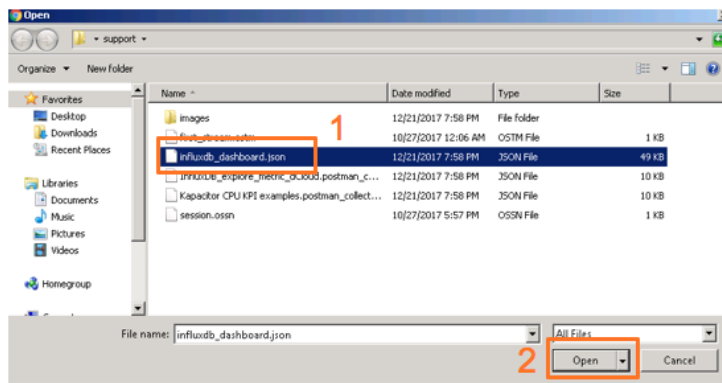 Open
support
Organize New folder
Favorites
Desktop
Downloads
Recent Places
Libraries
Documents
Music
Pictures
Videos
Homegroup
Name Date modified Type Size
images 12/21/2017 7:58 PM File folder
1
first_stream.ostm 10/27/2017 12:06 AM OSTM File 1 KB
influxdb_dashboard.json 12/21/2017 7:58 PM JSON File 49 KB
InfluxDB_explore_metric_dCloud.postman_c... 12/21/2017 7:58 PM JSON File 10 KB
Kapacitor CPU KPI examples.postman_collect... 12/21/2017 7:58 PM JSON File 10 KB
session.ossn 10/27/2017 5:57 PM OSSN File 1 KB
File name: influxdb_dashboard.json All Files
2 Open Cancel